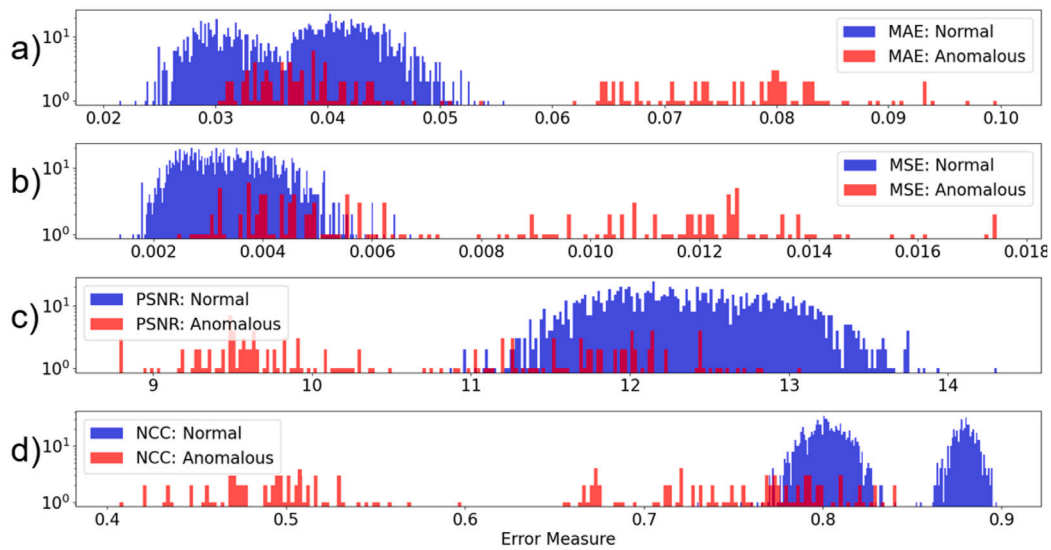 a)
10¹
10⁰
MAE: Normal
MAE: Anomalous
0.02 0.03 0.04 0.05 0.06 0.07 0.08 0.09 0.10
b)
10¹
10⁰
MSE: Normal
MSE: Anomalous
0.002 0.004 0.006 0.008 0.010 0.012 0.014 0.016 0.018
c)
10¹
10⁰
PSNR: Normal
PSNR: Anomalous
9 10 11 12 13 14
d)
10¹
10⁰
NCC: Normal
NCC: Anomalous
0.4 0.5 0.6 0.7 0.8 0.9
Error Measure